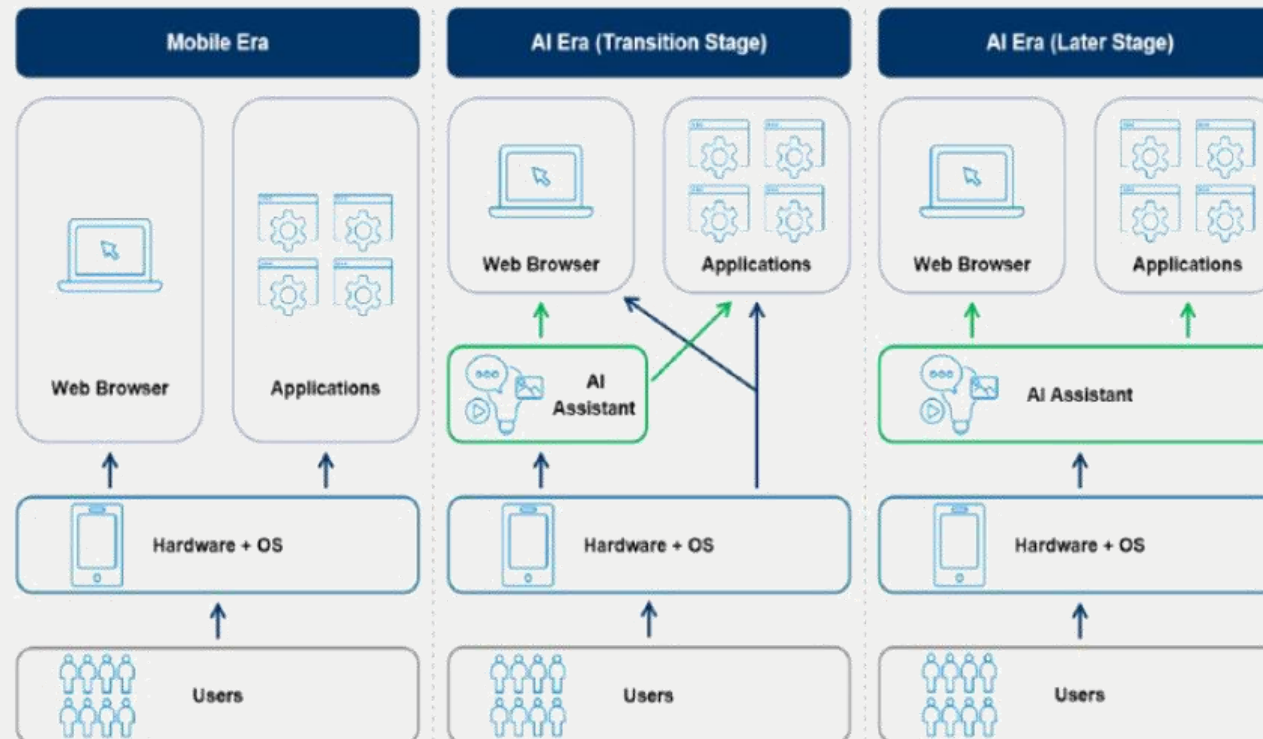 Mobile Era
Web Browser
Applications
Hardware + OS
Users
AI Era (Transition Stage)
Web Browser
Applications
AI
Assistant
Hardware + OS
Users
AI Era (Later Stage)
Web Browser
Applications
AI Assistant
Hardware + OS
Users